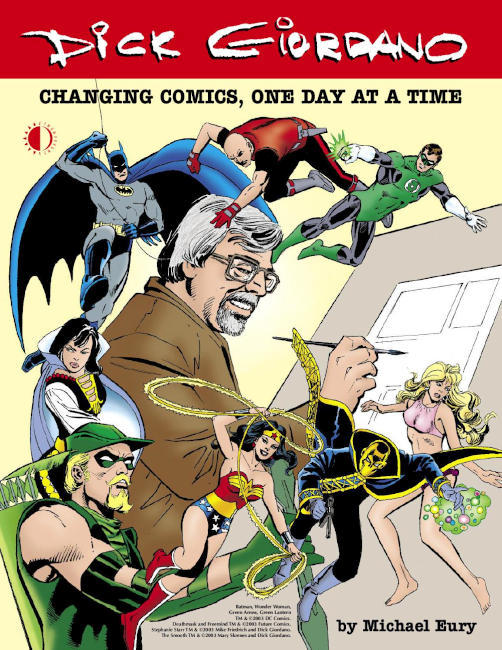 DICK GIORDANO
CHANGING COMICS, ONE DAY AT A TIME
Batman, Wonder Woman,
Green Arrow, Green Lantern
TM & ©2003 DC Comics.
Deathmask and Freemind TM & ©2003 Future Comics.
Stephanie Starr TM & ©2003 Mike Friedrich and Dick Giordano.
The Smooth TM & ©2003 Mary Skrenes and Dick Giordano.
by Michael Eury